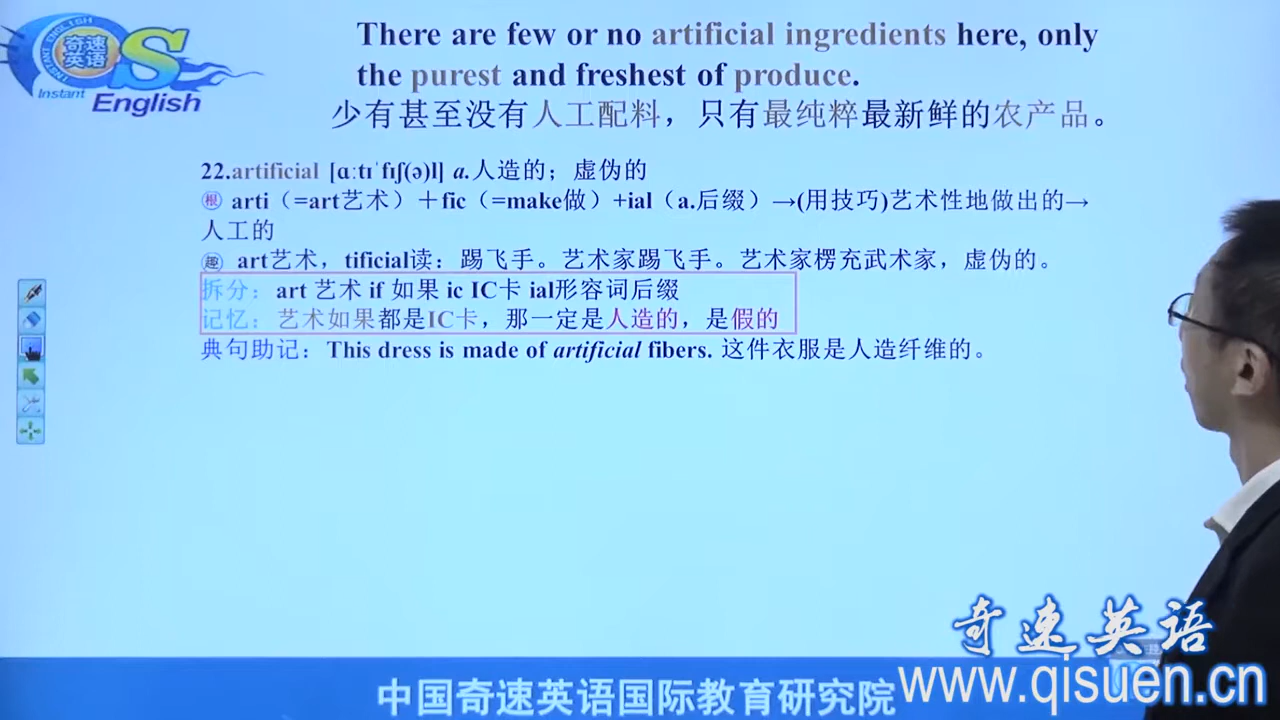 INSTANT ENGLISH
奇速
英语
S
Instant
English
There are few or no artificial ingredients here, only
the purest and freshest of produce.
少有甚至没有人工配料，只有最纯粹最新鲜的农产品。
22.artificial [ɑːtɪˈfɪʃ(ə)l] a.人造的；虚伪的
根 arti（=art艺术）＋fic（=make做）+ial（a.后缀）→(用技巧)艺术性地做出的→
人工的
趣 art艺术，tificial读：踢飞手。艺术家踢飞手。艺术家楞充武术家，虚伪的。
拆分：art 艺术 if 如果 ic IC卡 ial形容词后缀
记忆：艺术如果都是IC卡，那一定是人造的，是假的
典句助记：This dress is made of artificial fibers. 这件衣服是人造纤维的。
奇速英语
中国奇速英语国际教育研究院
www.qisuen.cn